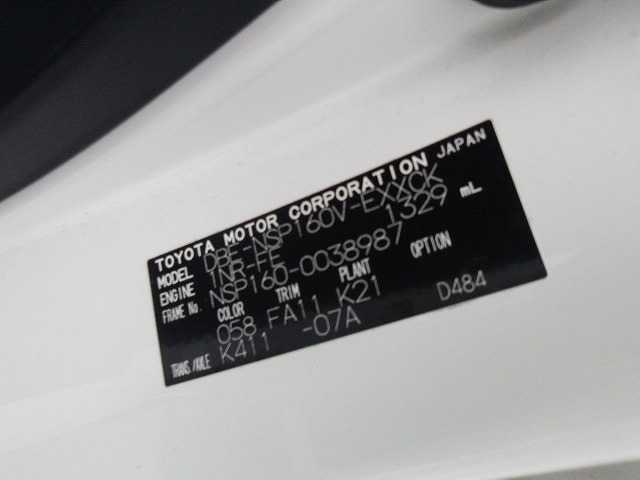 TOYOTA MOTOR CORPORATION JAPAN
MODEL DBE-NSP160V-EXXCK
ENGINE 1NR-FE 1329 mL
FRAME No. NSP160-0038987
COLOR TRIM PLANT OPTION
058 FA11 K21
TRANS/AXLE K411 -07A D484